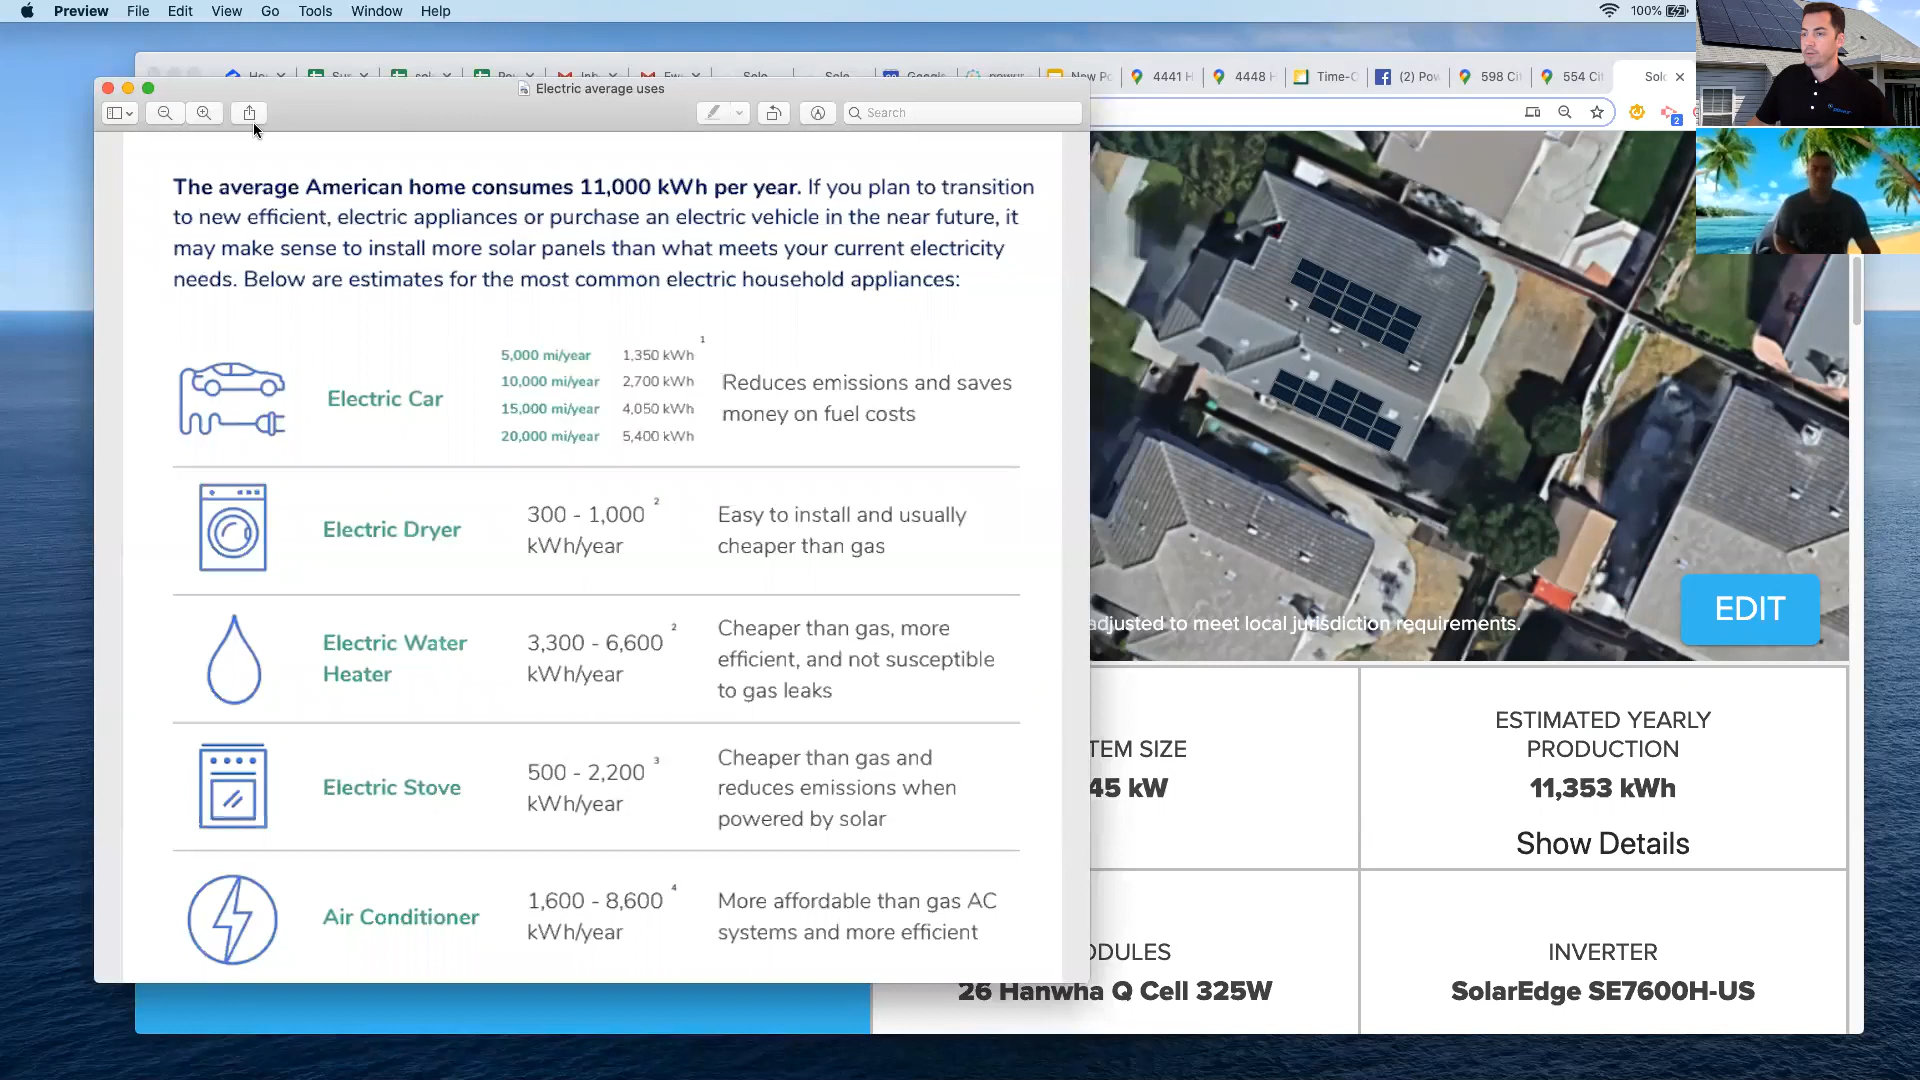 Preview File Edit View Go Tools Window Help
100%
4441 H
4448 H
Time-
(2) Pow
598 Cit
554 Cit
Electric average uses
Search
2
The average American home consumes 11,000 kWh per year. If you plan to transition
to new efficient, electric appliances or purchase an electric vehicle in the near future, it
may make sense to install more solar panels than what meets your current electricity
needs. Below are estimates for the most common electric household appliances:
Electric Car
5,000 mi/year 1,350 kWh 1
10,000 mi/year 2,700 kWh
15,000 mi/year 4,050 kWh
20,000 mi/year 5,400 kWh
Reduces emissions and saves
money on fuel costs
Electric Dryer
300 - 1,000 2
kWh/year
Easy to install and usually
cheaper than gas
Electric Water
Heater
3,300 - 6,600 2
kWh/year
Cheaper than gas, more
efficient, and not susceptible
to gas leaks
Electric Stove
500 - 2,200 3
kWh/year
Cheaper than gas and
reduces emissions when
powered by solar
Air Conditioner
1,600 - 8,600 4
kWh/year
More affordable than gas AC
systems and more efficient
adjusted to meet local jurisdiction requirements.
EDIT
TEM SIZE
45 kW
ESTIMATED YEARLY
PRODUCTION
11,353 kWh
Show Details
ODULES
26 Hanwha Q Cell 325W
INVERTER
SolarEdge SE7600H-US